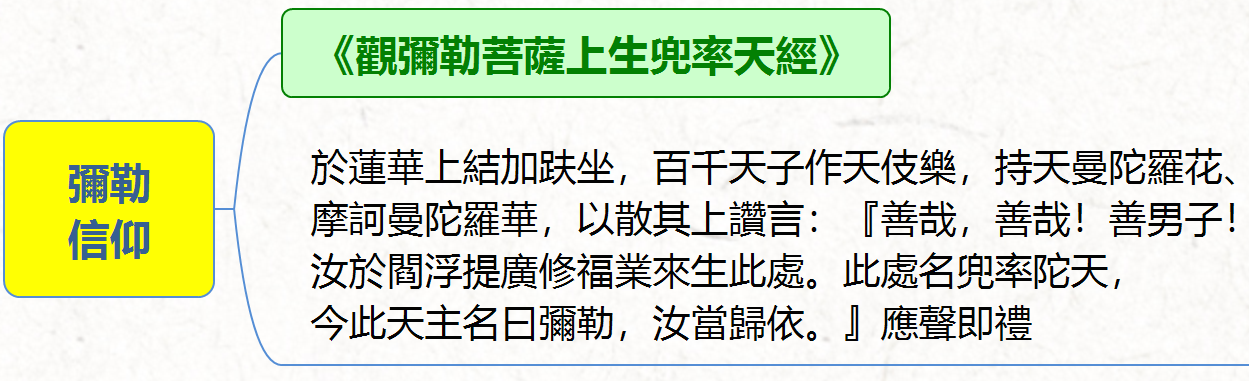 《觀彌勒菩薩上生兜率天經》
彌勒
信仰
於蓮華上結加趺坐，百千天子作天伎樂，持天曼陀羅花、
摩訶曼陀羅華，以散其上讚言：『善哉，善哉！善男子！
汝於閻浮提廣修福業來生此處。此處名兜率陀天，
今此天主名曰彌勒，汝當歸依。』應聲即禮